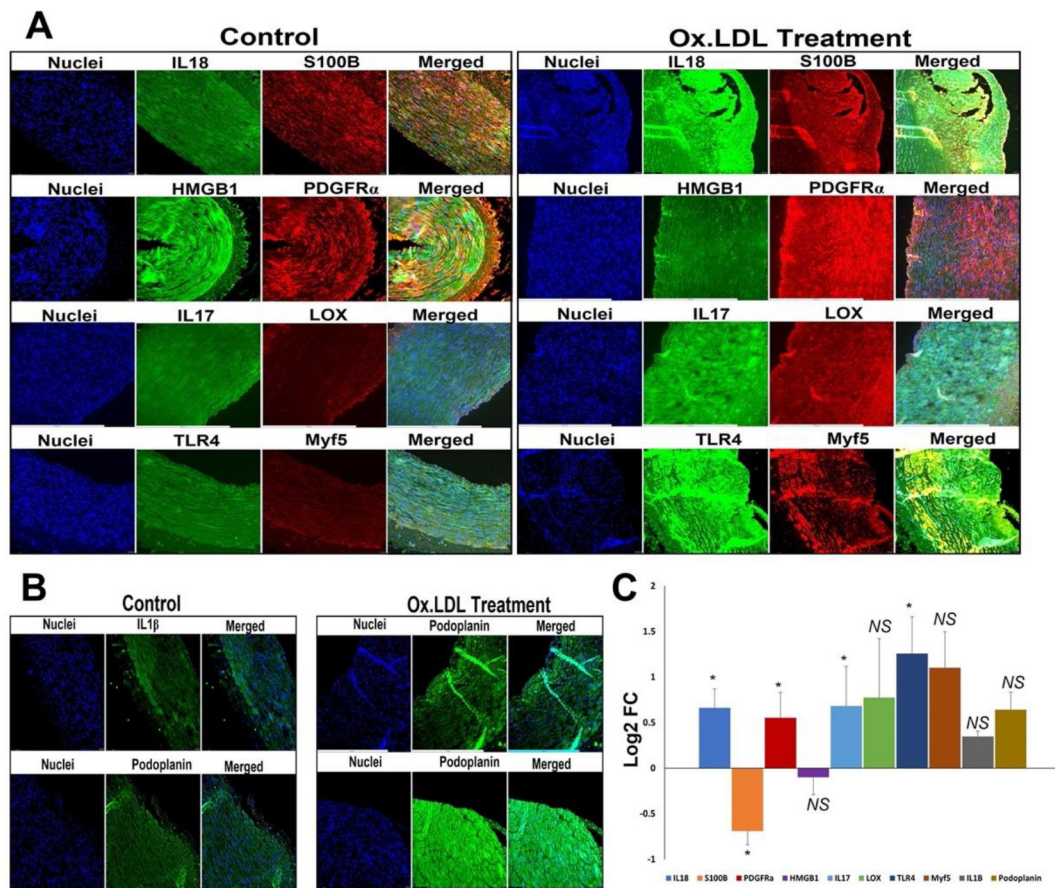 A
Control
Ox.LDL Treatment
Nuclei IL18 S100B Merged
Nuclei IL18 S100B Merged
Nuclei HMGB1 PDGFRα Merged
Nuclei HMGB1 PDGFRα Merged
Nuclei IL17 LOX Merged
Nuclei IL17 LOX Merged
Nuclei TLR4 Myf5 Merged
Nuclei TLR4 Myf5 Merged
B
Control
Nuclei IL1β Merged
Nuclei Podoplanin Merged
Ox.LDL Treatment
Nuclei Podoplanin Merged
Nuclei Podoplanin Merged
C
Log2 FC
2
1.5
1
0.5
0
-0.5
-1
*
*
*
NS
*
NS
*
NS
NS
NS
IL18 S100B PDGFRa HMGB1 IL17 LOX TLR4 Myf5 IL1B Podoplanin